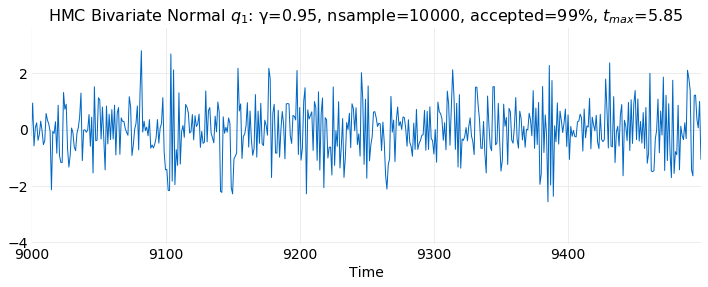 HMC Bivariate Normal q₁: γ=0.95, nsample=10000, accepted=99%, tₘₐₓ=5.85
2
0
−2
−4
9000 9100 9200 9300 9400
Time